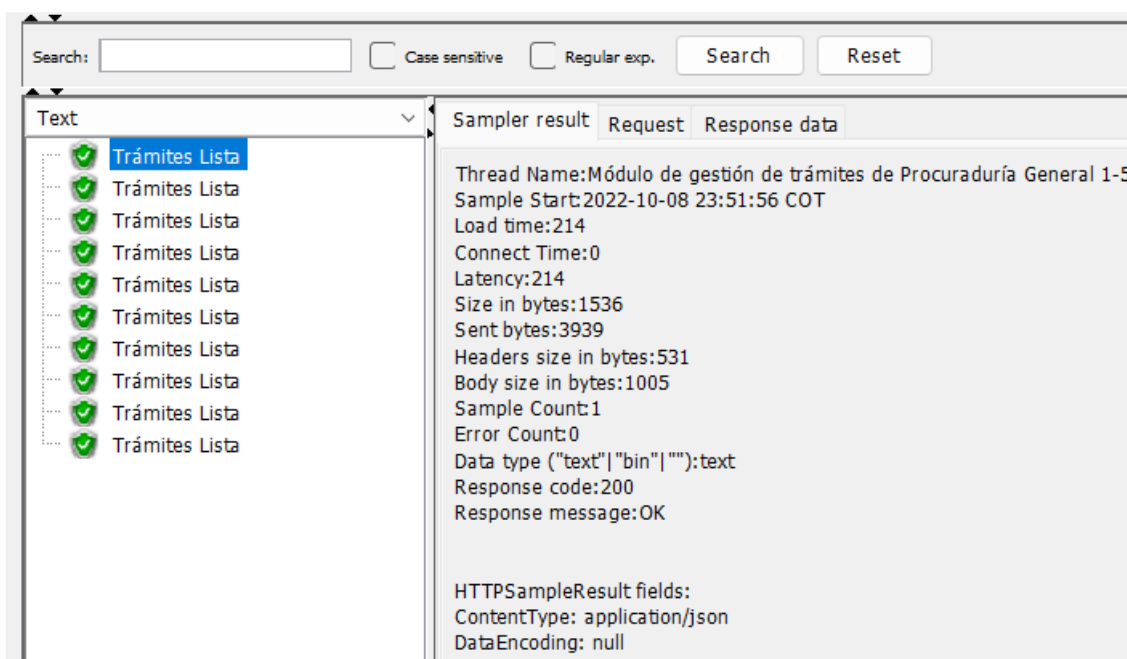 Search: Case sensitive Regular exp. Search Reset
Text
Trámites Lista
Trámites Lista
Trámites Lista
Trámites Lista
Trámites Lista
Trámites Lista
Trámites Lista
Trámites Lista
Trámites Lista
Trámites Lista
Sampler result Request Response data
Thread Name:Módulo de gestión de trámites de Procuraduría General 1-5
Sample Start:2022-10-08 23:51:56 COT
Load time:214
Connect Time:0
Latency:214
Size in bytes:1536
Sent bytes:3939
Headers size in bytes:531
Body size in bytes:1005
Sample Count:1
Error Count:0
Data type ("text"|"bin"|""):text
Response code:200
Response message:OK
HTTPSampleResult fields:
ContentType: application/json
DataEncoding: null